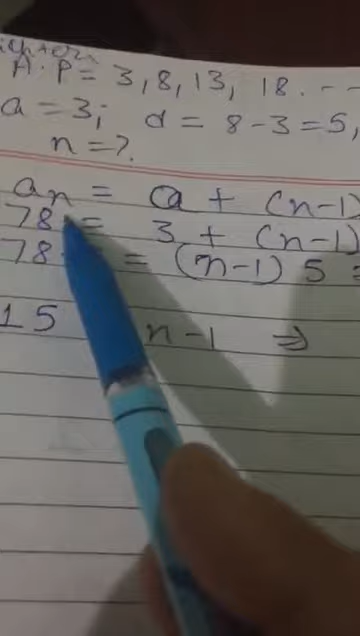 A.P = 3, 8, 13, 18. - -
a = 3; d = 8 - 3 = 5,
n = ?
an = a + (n-1)
78 = 3 + (n-1)
78 = (n-1) 5 =
15 n-1 ⇒